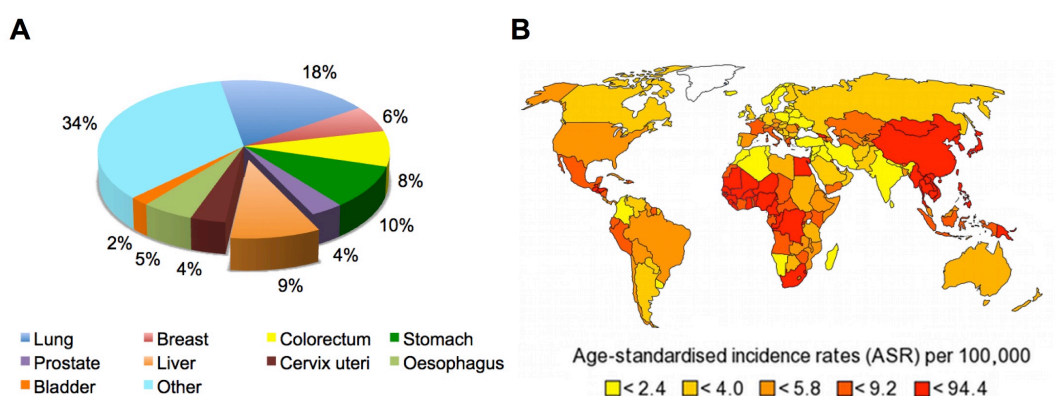 A
18%
6%
8%
10%
4%
9%
4%
5%
2%
34%
Lung Breast Colorectum Stomach
Prostate Liver Cervix uteri Oesophagus
Bladder Other
B
Age-standardised incidence rates (ASR) per 100,000
< 2.4 < 4.0 < 5.8 < 9.2 < 94.4